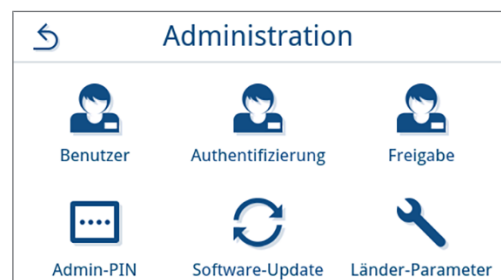 Administration
Benutzer Authentifizierung Freigabe
Admin-PIN Software-Update Länder-Parameter